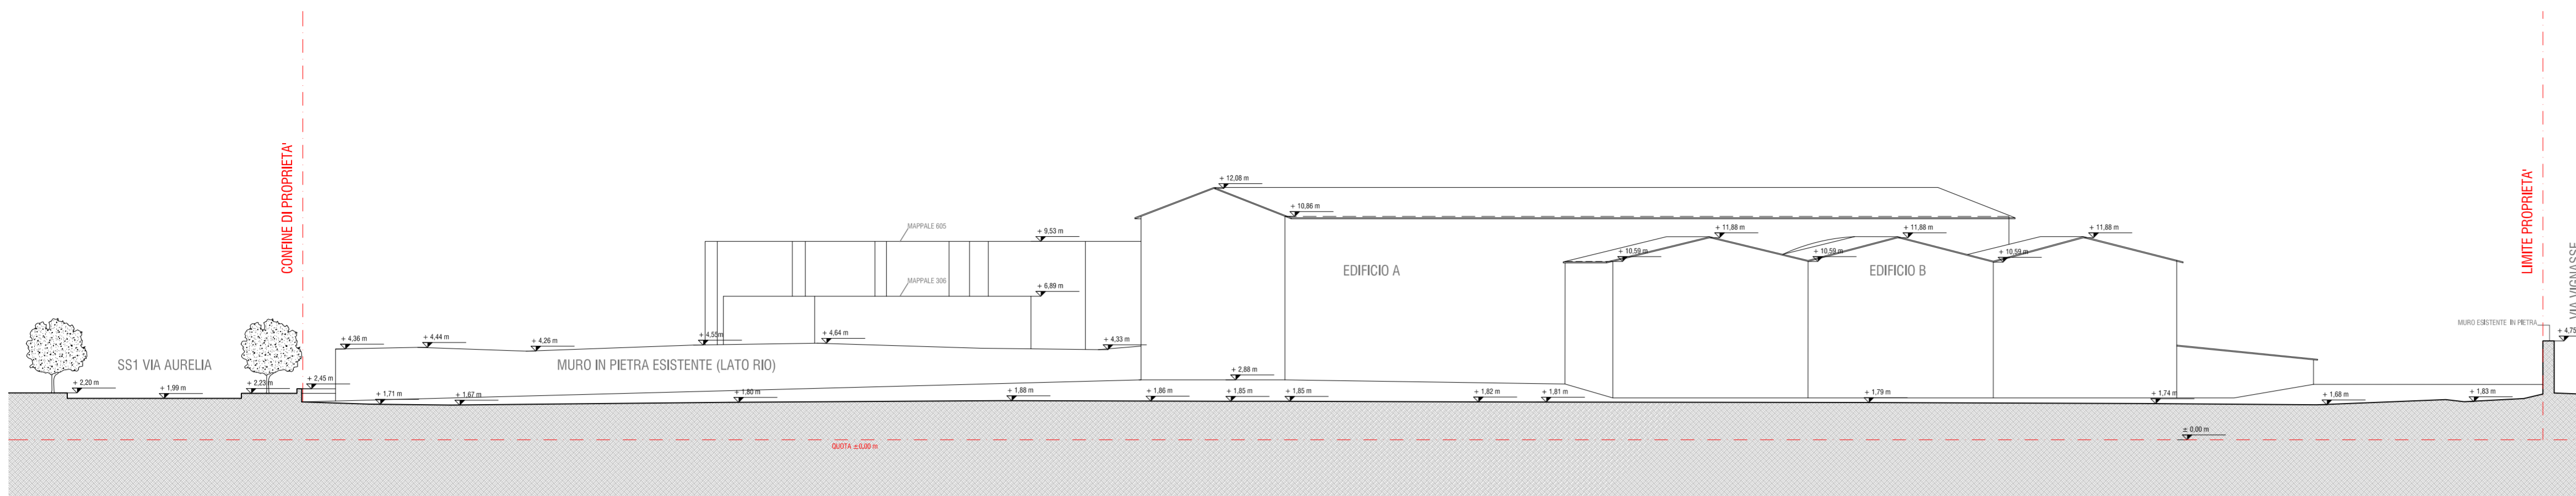 CONFINE DI PROPRIETA'
LIMITE PROPRIETA'
+ 12,08 m
+ 10,86 m
MAPPALE 605
+ 9,53 m
+ 11,88 m
+ 11,88 m
+ 11,88 m
+ 10,59 m
+ 10,59 m
+ 10,59 m
EDIFICIO A
EDIFICIO B
MAPPALE 306
+ 6,89 m
VIA VIGNASSE
MURO ESISTENTE IN PIETRA
+ 4,75
+ 4,36 m
+ 4,44 m
+ 4,26 m
+ 4,55m
+ 4,64 m
+ 4,33 m
SS1 VIA AURELIA
MURO IN PIETRA ESISTENTE (LATO RIO)
+ 2,20 m
+ 1,99 m
+ 2,23 m
+ 2,45 m
+ 2,88 m
+ 1,71 m
+ 1,67 m
+ 1,80 m
+ 1,88 m
+ 1,86 m
+ 1,85 m
+ 1,85 m
+ 1,82 m
+ 1,81 m
+ 1,79 m
+ 1,74 m
+ 1,68 m
+ 1,83 m
QUOTA ±0,00 m
± 0,00 m